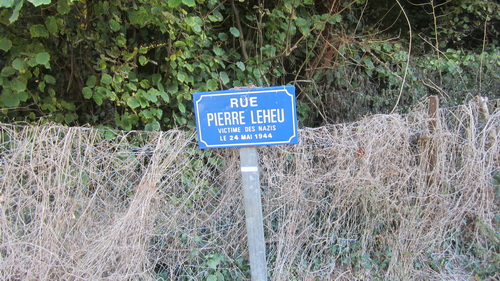 RUE
PIERRE LEHEU
VICTIME DES NAZIS
LE 24 MAI 1944